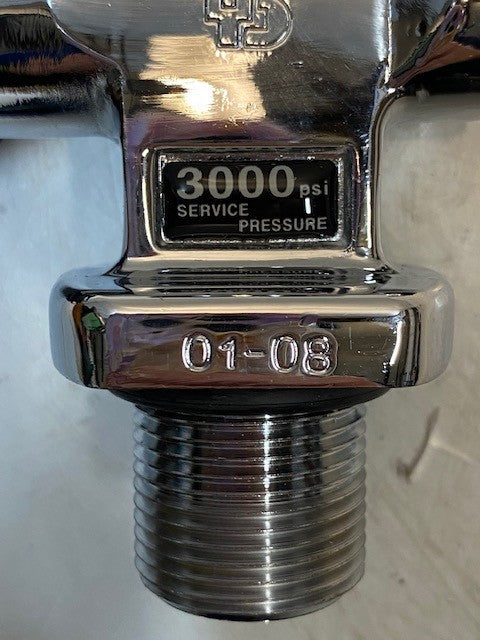 3000 psi
SERVICE
PRESSURE
01-08